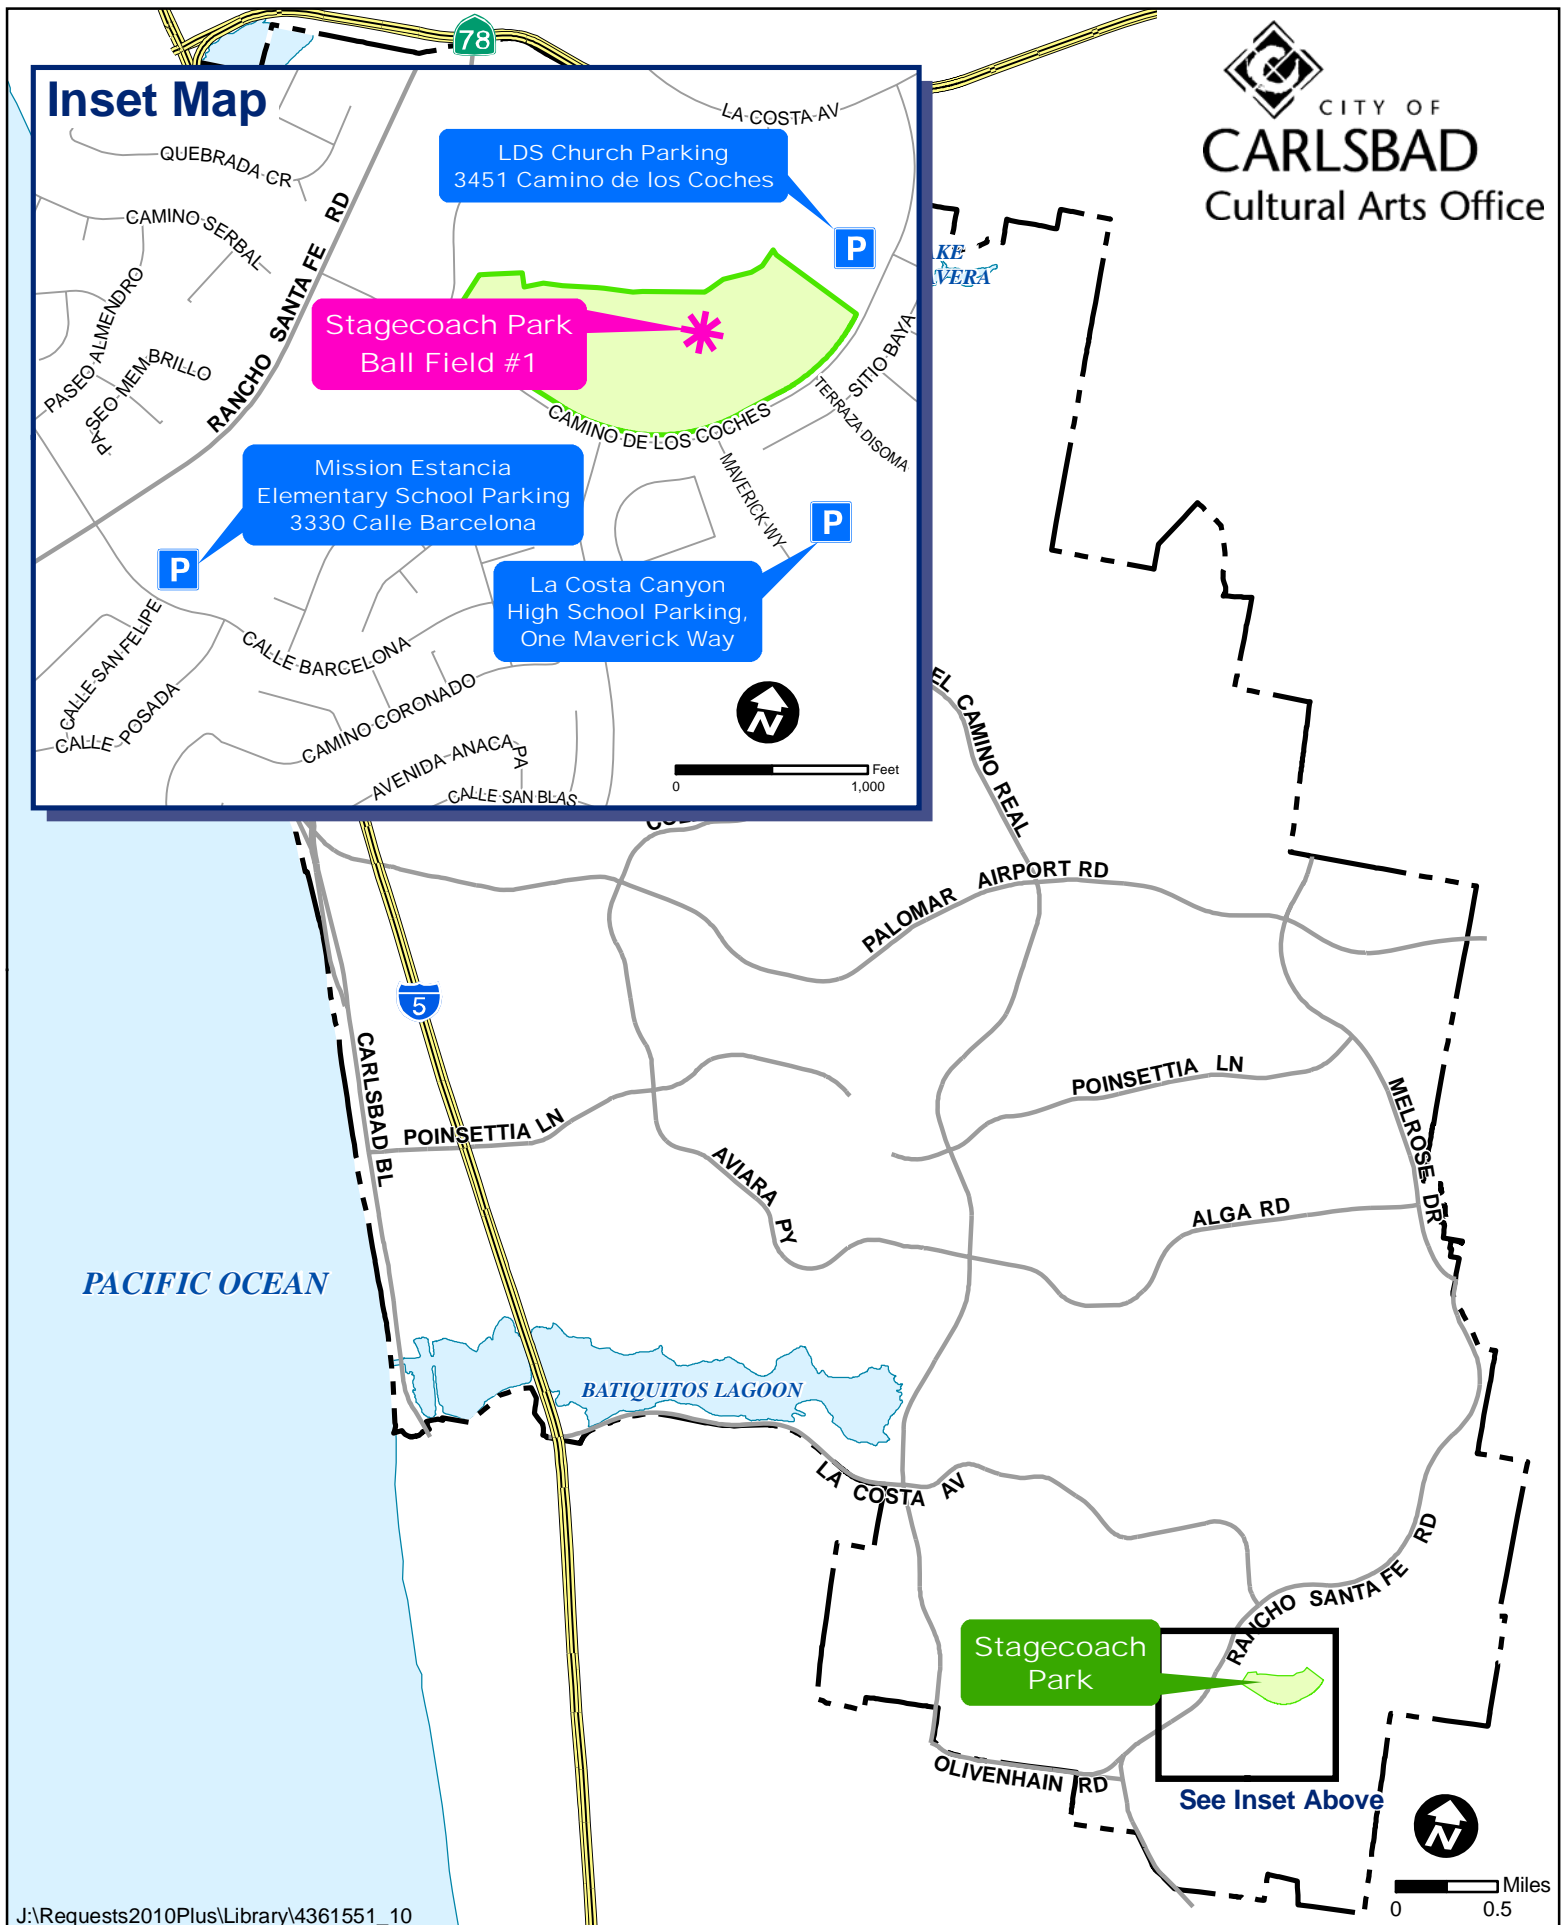 78
CITY OF
CARLSBAD
Cultural Arts Office
Inset Map
LA COSTA AV
QUEBRADA CR
LDS Church Parking
3451 Camino de los Coches
P
CAMINO SERBAL
RANCHO SANTA FE RD
PASEO ALMENDRO
PASEO MEMBRILLO
Stagecoach Park
Ball Field #1
SITIO BAYA
TERRAZA DISOMA
CAMINO DE LOS COCHES
MAVERICK WY
Mission Estancia
Elementary School Parking
3330 Calle Barcelona
P
P
La Costa Canyon
High School Parking,
One Maverick Way
CALLE SAN FELIPE
CALLE BARCELONA
CALLE POSADA
CAMINO CORONADO
AVENIDA ANACA
PA
CALLE SAN BLAS
N
Feet
0 1,000
EL CAMINO REAL
PALOMAR AIRPORT RD
5
CARLSBAD BL
POINSETTIA LN
POINSETTIA LN
MELROSE DR
AVIARA PY
ALGA RD
PACIFIC OCEAN
BATIQUITOS LAGOON
LA COSTA AV
RANCHO SANTA FE RD
Stagecoach
Park
OLIVENHAIN RD
See Inset Above
N
Miles
0 0.5
J:\Requests2010Plus\Library\4361551_10